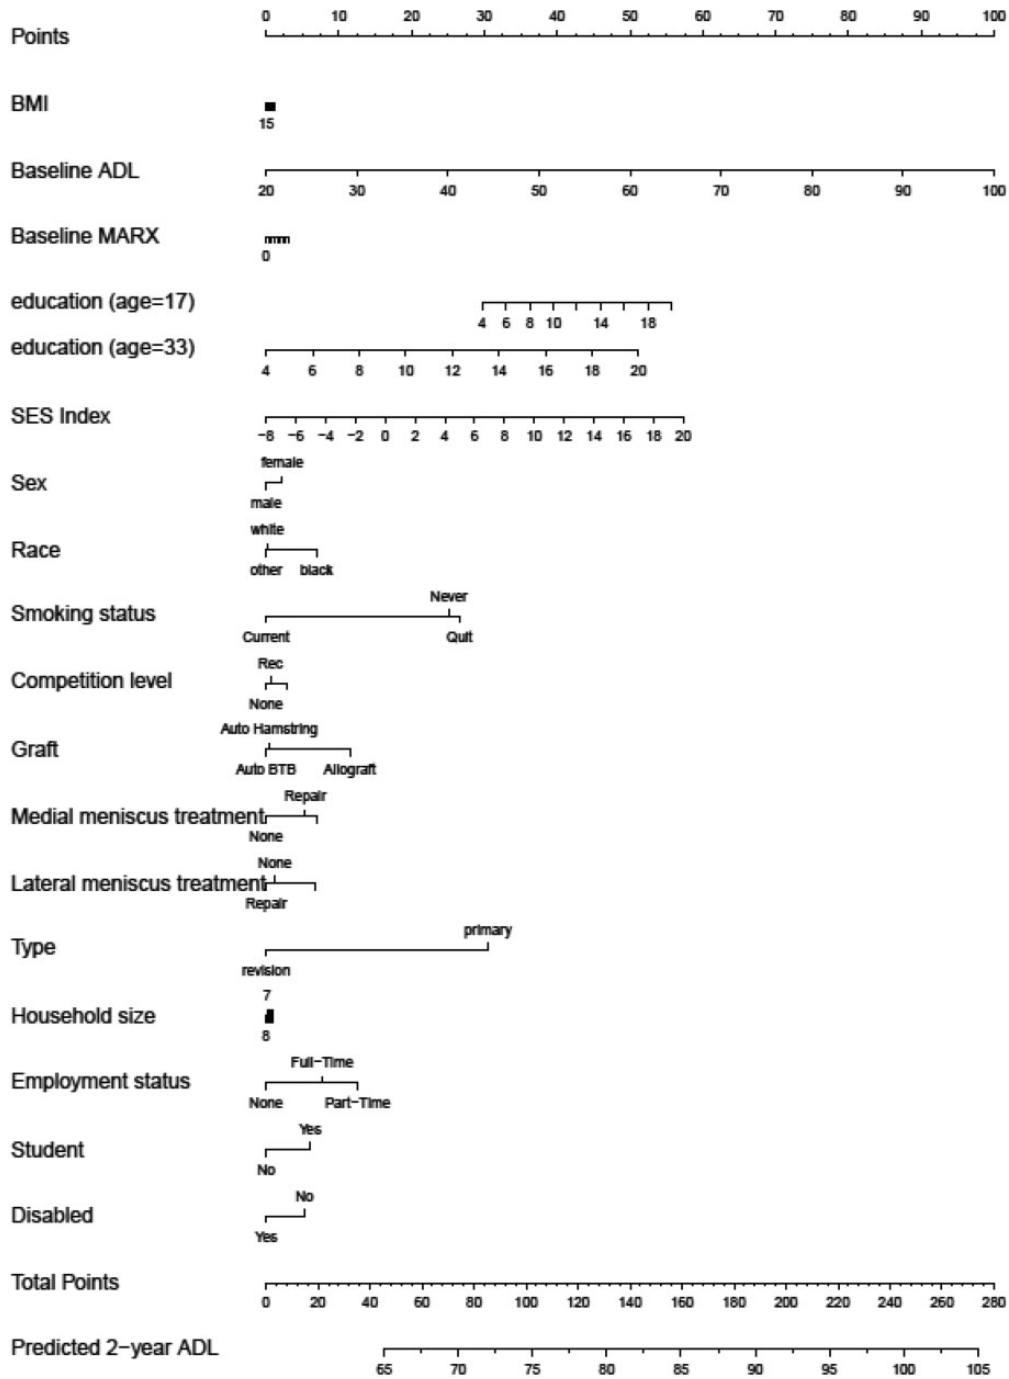 0 10 20 30 40 50 60 70 80 90 100
Points
BMI
15
Baseline ADL
20 30 40 50 60 70 80 90 100
Baseline MARX
0
education (age=17)
4 6 8 10 14 18
education (age=33)
4 6 8 10 12 14 16 18 20
SES Index
−8 −6 −4 −2 0 2 4 6 8 10 12 14 16 18 20
female
Sex
male
white
Race
other black
Never
Smoking status
Current Quit
Rec
Competition level
None
Auto Hamstring
Graft
Auto BTB Allograft
Repair
Medial meniscus treatment
None
None
Lateral meniscus treatment
Repair
primary
Type
revision
7
Household size
8
Full−Time
Employment status
None Part−Time
Yes
Student
No
No
Disabled
Yes
Total Points
0 20 40 60 80 100 120 140 160 180 200 220 240 260 280
Predicted 2−year ADL
65 70 75 80 85 90 95 100 105